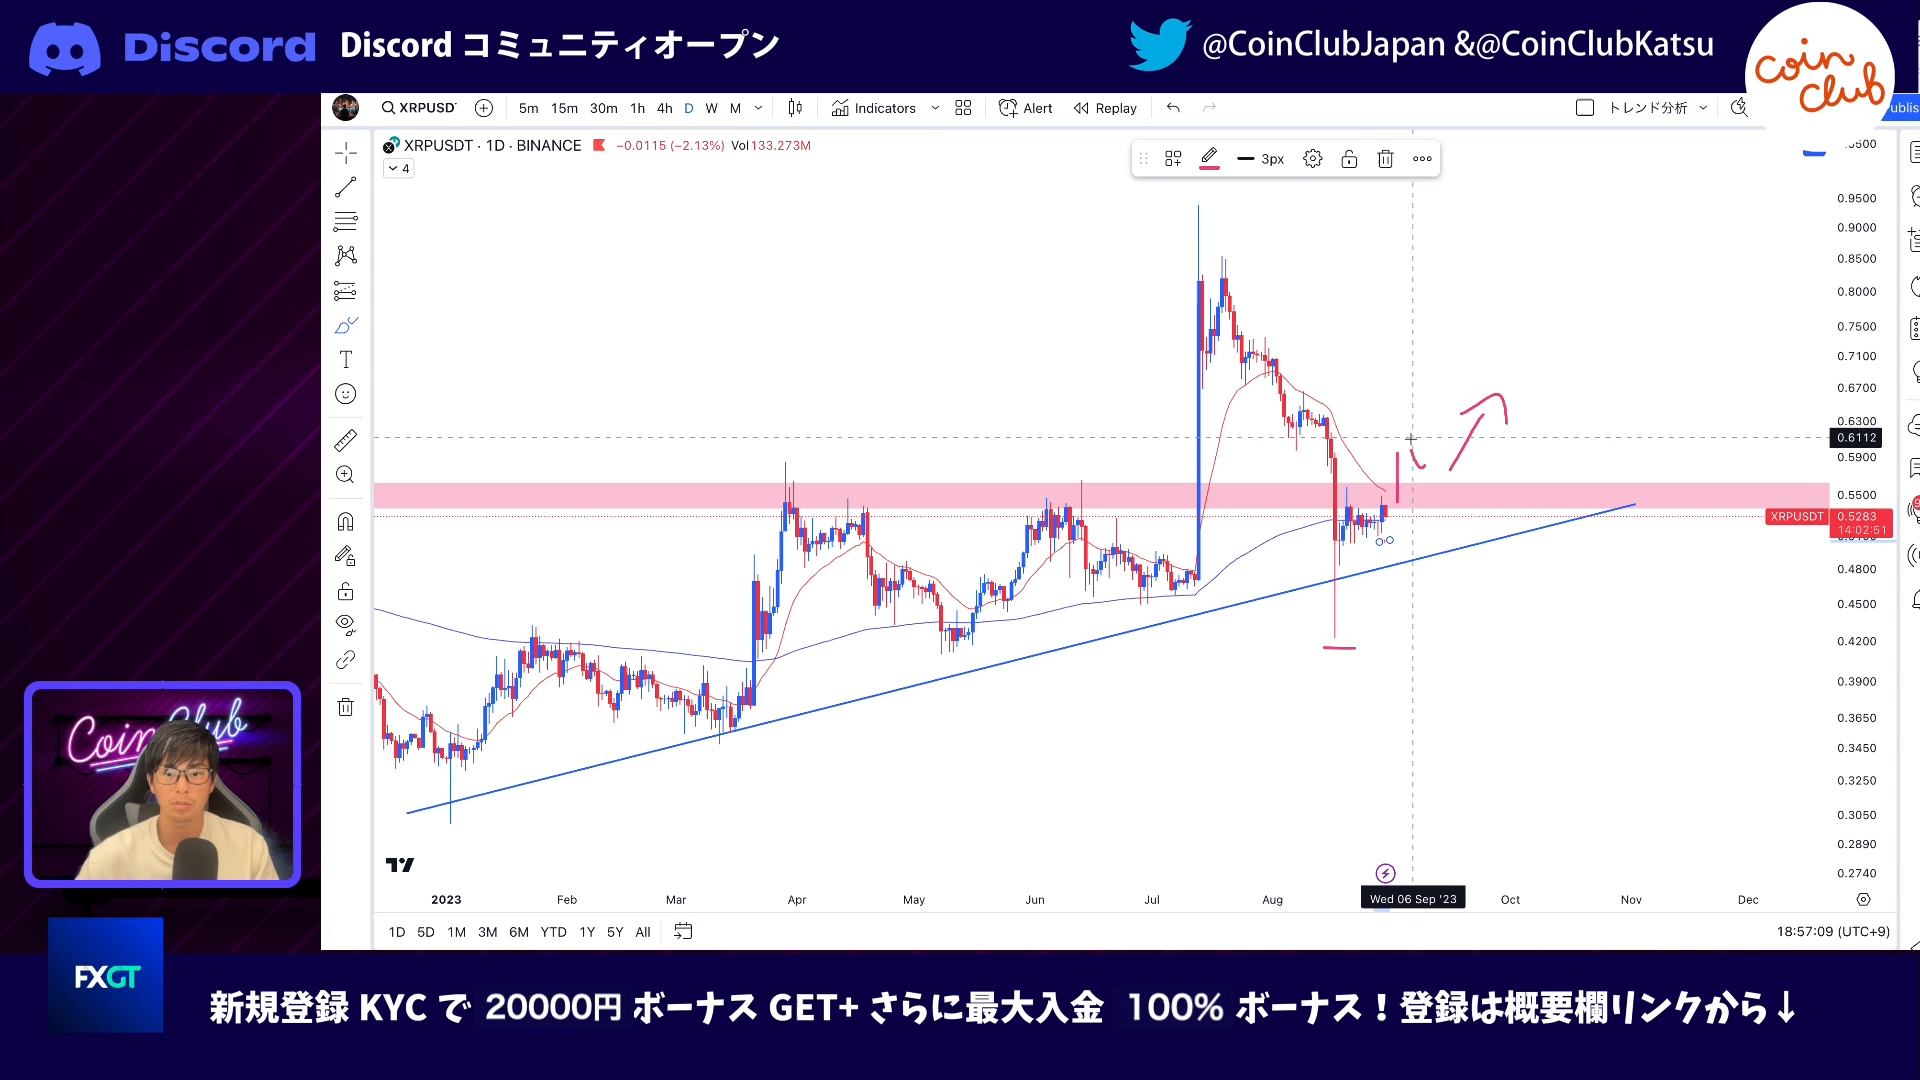 Discord Discord コミュニティオープン
@CoinClubJapan &@CoinClubKatsu
coin club
XRPUSD
5m 15m 30m 1h 4h D W M
Indicators
Alert
Replay
トレンド分析
XRPUSDT · 1D · BINANCE −0.0115 (−2.13%) Vol133.273M
4
3px
0.9500
0.9000
0.8500
0.8000
0.7500
0.7100
0.6700
0.6300
0.6112
0.5900
0.5500
XRPUSDT 0.5283
14:02:51
0.4800
0.4500
0.4200
0.3900
0.3650
0.3450
0.3250
0.3050
0.2890
0.2740
2023 Feb Mar Apr May Jun Jul Aug Wed 06 Sep '23 Oct Nov Dec
1D 5D 1M 3M 6M YTD 1Y 5Y All
18:57:09 (UTC+9)
Coin Club
FXGT
新規登録 KYC で 20000円 ボーナス GET+ さらに最大入金 100% ボーナス！登録は概要欄リンクから↓